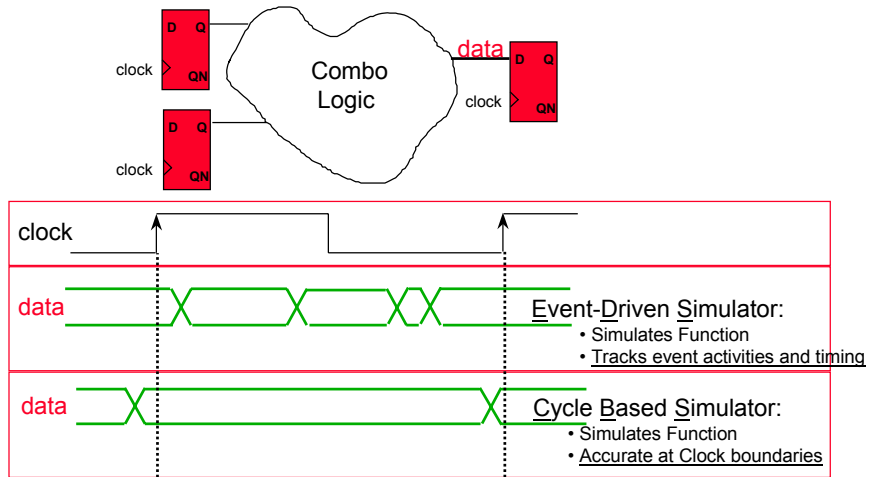 D Q
clock
QN
D Q
clock
QN
Combo
Logic
data
D Q
clock
QN
clock
data
Event-Driven Simulator:
• Simulates Function
• Tracks event activities and timing
data
Cycle Based Simulator:
• Simulates Function
• Accurate at Clock boundaries